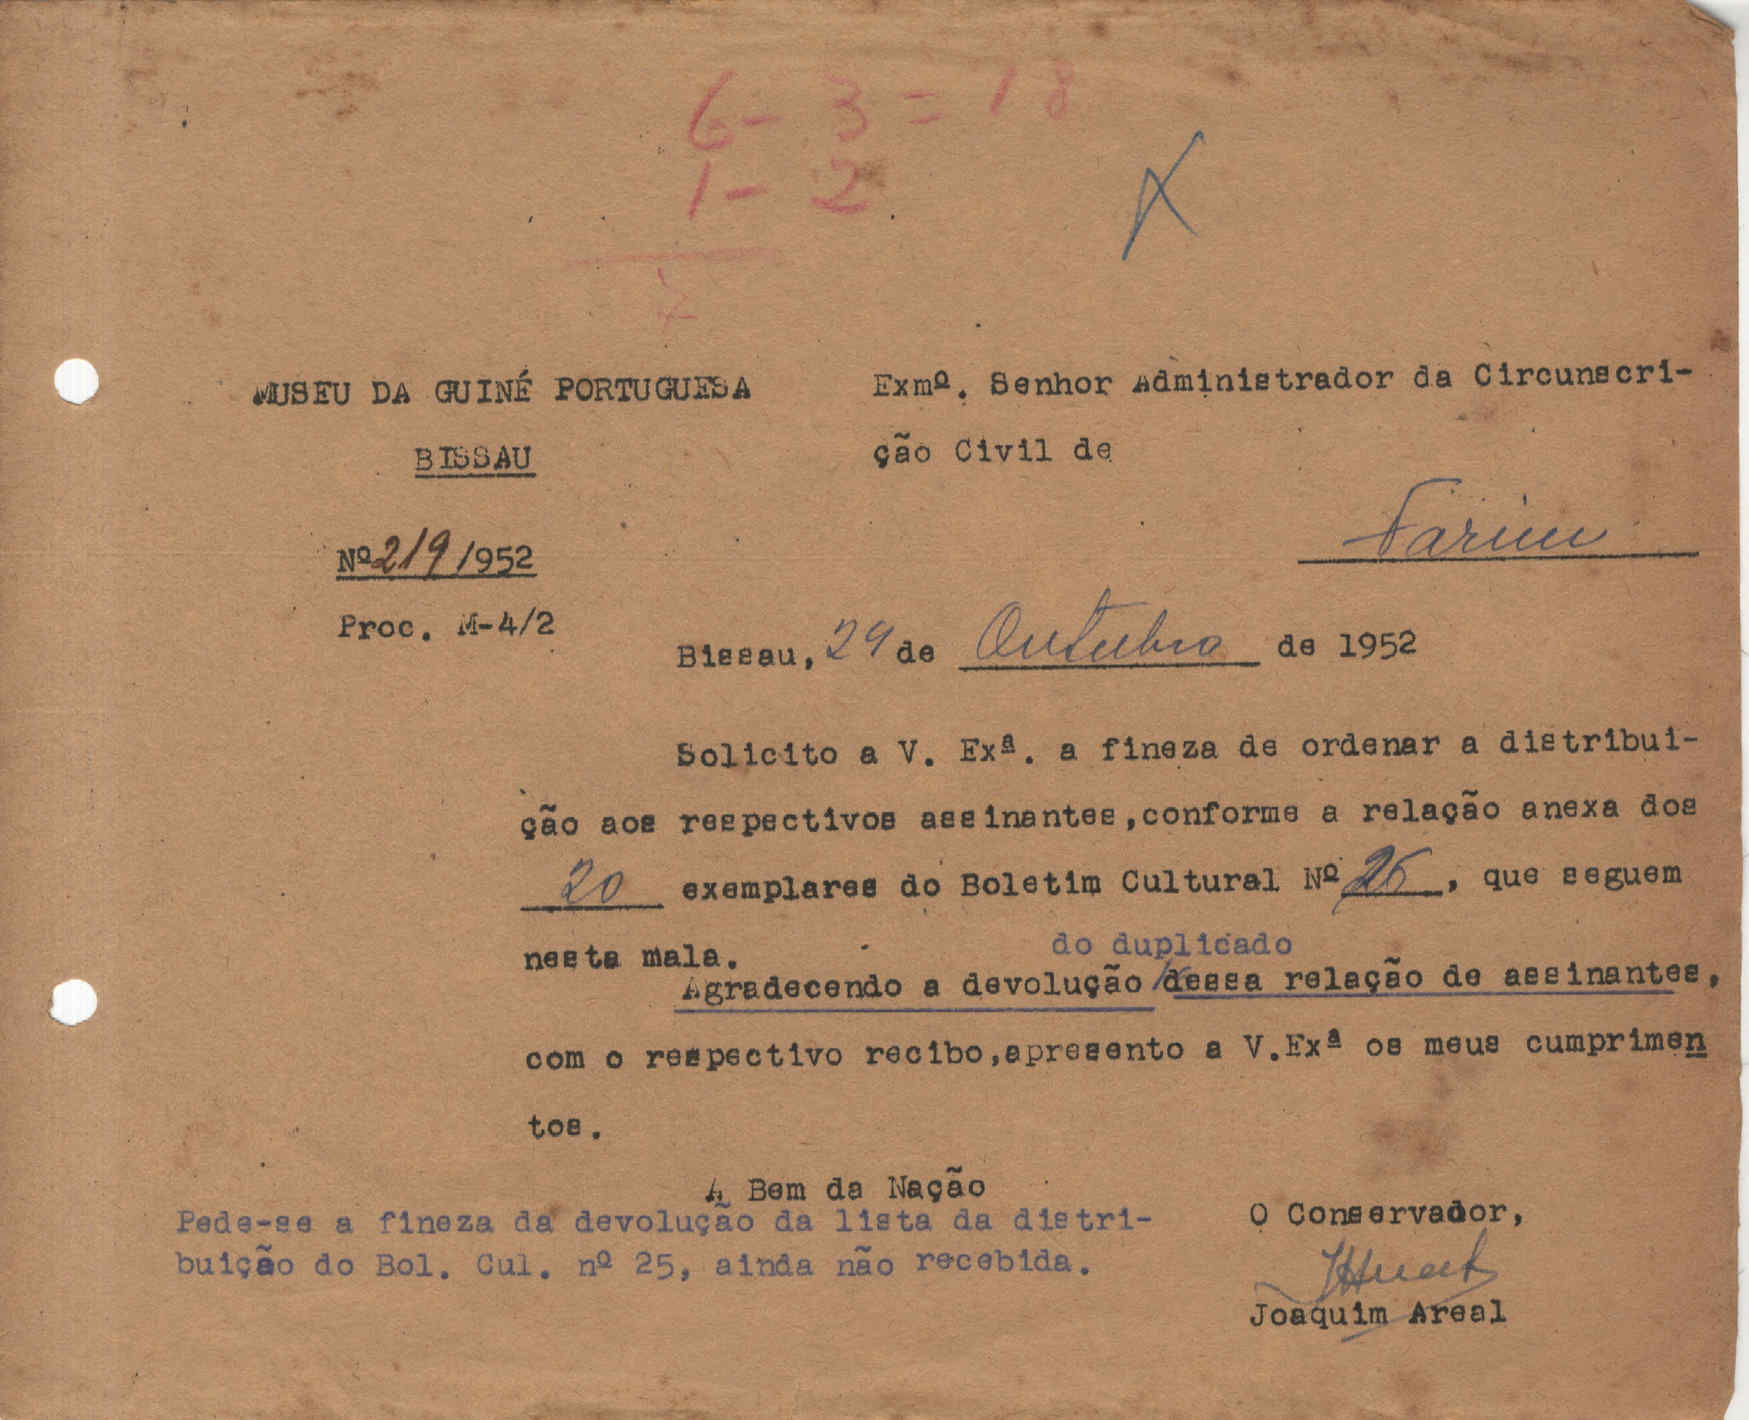 6 - 3 = 18
1 - 2
MUSEU DA GUINÉ PORTUGUESA
BISSAU
Nº 219/1952
Proc. M-4/2
Exmº. Senhor Administrador da Circunscri-
ção Civil de
Farim
Bissau, 29 de Outubro de 1952
Solicito a V. Exª. a fineza de ordenar a distribui-
ção aos respectivos assinantes,conforme a relação anexa dos
20 exemplares do Boletim Cultural Nº 26, que seguem
nesta mala.
do duplicado
Agradecendo a devolução dessa relação de assinantes,
com o respectivo recibo,apresento a V.Exª os meus cumprimen
tos.
A Bem da Nação
Pede-se a fineza da devolução da lista da distri-
buição do Bol. Cul. nº 25, ainda não recebida.
O Conservador,
Joaquim Areal